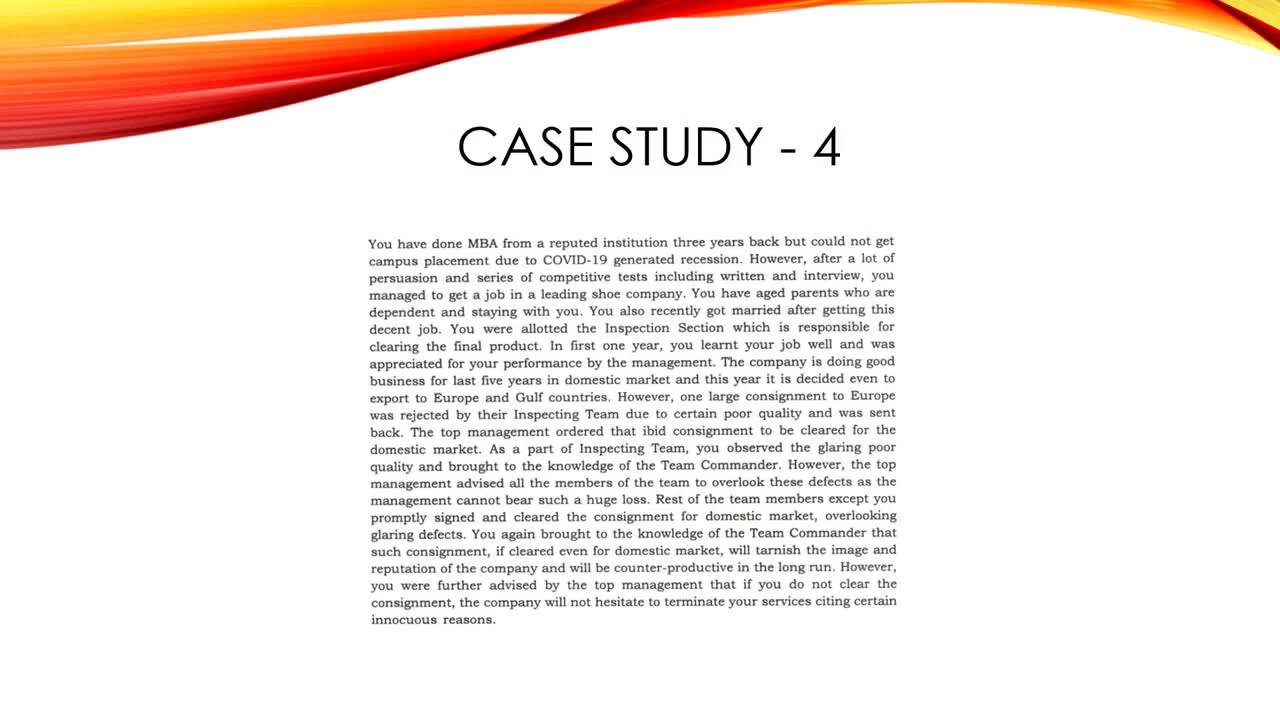 CASE STUDY - 4
You have done MBA from a reputed institution three years back but could not get
campus placement due to COVID-19 generated recession. However, after a lot of
persuasion and series of competitive tests including written and interview, you
managed to get a job in a leading shoe company. You have aged parents who are
dependent and staying with you. You also recently got married after getting this
decent job. You were allotted the Inspection Section which is responsible for
clearing the final product. In first one year, you learnt your job well and was
appreciated for your performance by the management. The company is doing good
business for last five years in domestic market and this year it is decided even to
export to Europe and Gulf countries. However, one large consignment to Europe
was rejected by their Inspecting Team due to certain poor quality and was sent
back. The top management ordered that ibid consignment to be cleared for the
domestic market. As a part of Inspecting Team, you observed the glaring poor
quality and brought to the knowledge of the Team Commander. However, the top
management advised all the members of the team to overlook these defects as the
management cannot bear such a huge loss. Rest of the team members except you
promptly signed and cleared the consignment for domestic market, overlooking
glaring defects. You again brought to the knowledge of the Team Commander that
such consignment, if cleared even for domestic market, will tarnish the image and
reputation of the company and will be counter-productive in the long run. However,
you were further advised by the top management that if you do not clear the
consignment, the company will not hesitate to terminate your services citing certain
innocuous reasons.